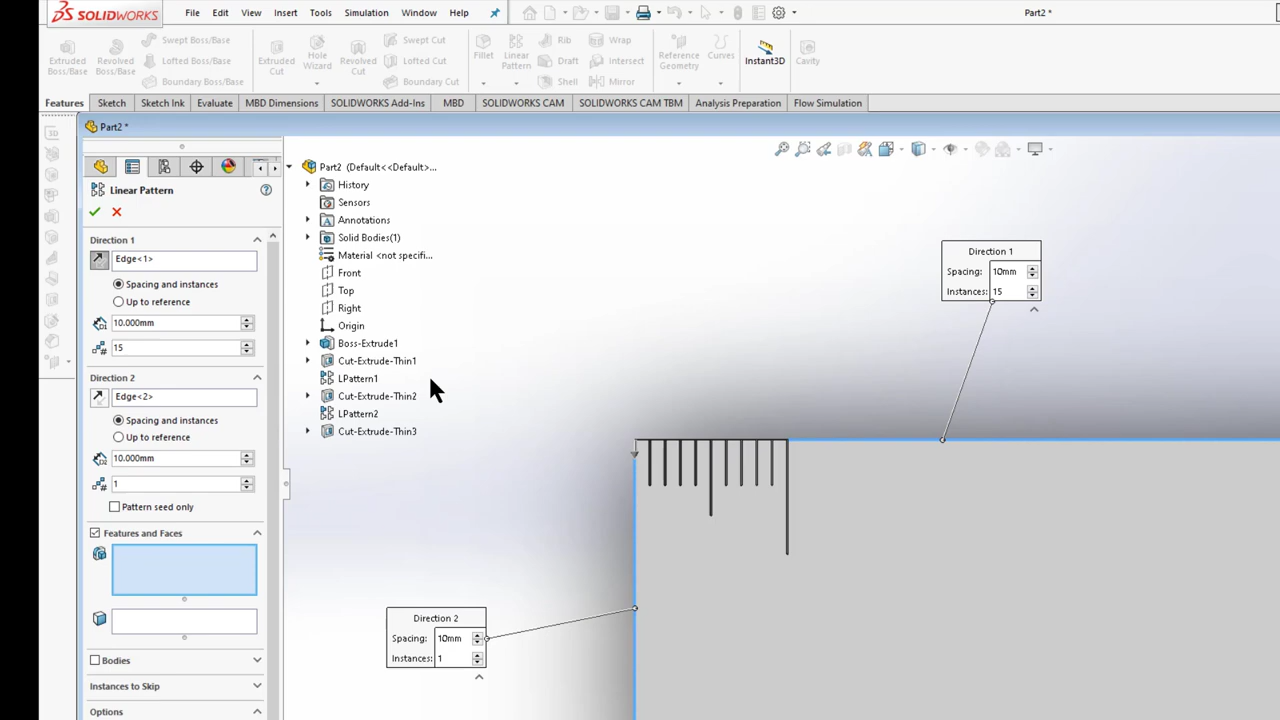 SOLIDWORKS File Edit View Insert Tools Simulation Window Help Part2 *
Extruded Boss/Base
Revolved Boss/Base
Swept Boss/Base
Lofted Boss/Base
Boundary Boss/Base
Extruded Cut
Hole Wizard
Revolved Cut
Swept Cut
Lofted Cut
Boundary Cut
Fillet
Linear Pattern
Rib
Draft
Shell
Wrap
Intersect
Mirror
Reference Geometry
Curves
Instant3D
Cavity
Features Sketch Sketch Ink Evaluate MBD Dimensions SOLIDWORKS Add-Ins MBD SOLIDWORKS CAM SOLIDWORKS CAM TBM Analysis Preparation Flow Simulation
Part2 *
Linear Pattern
Direction 1
Edge<1>
Spacing and instances
Up to reference
D1
10.000mm
15
Direction 2
Edge<2>
Spacing and instances
Up to reference
D2
10.000mm
1
Pattern seed only
Features and Faces
Bodies
Instances to Skip
Options
Part2 (Default<<Default>...
History
Sensors
Annotations
Solid Bodies(1)
Material <not specifi...
Front
Top
Right
Origin
Boss-Extrude1
Cut-Extrude-Thin1
LPattern1
Cut-Extrude-Thin2
LPattern2
Cut-Extrude-Thin3
Direction 1
Spacing: 10mm
Instances: 15
Direction 2
Spacing: 10mm
Instances: 1